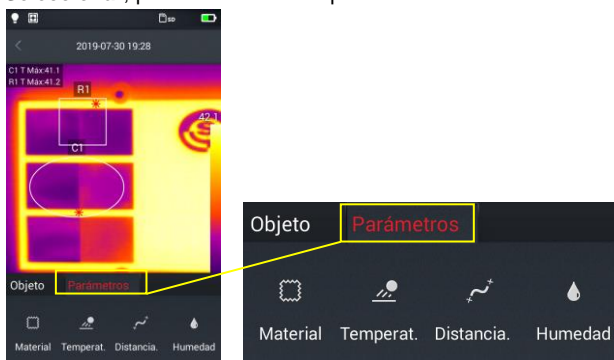 SD
2019-07-30 19:28
C1 T Máx:41.1
R1 T Máx:41.2
R1
42.1
C1
Objeto Parámetros
Material Temperat. Distancia. Humedad
Objeto Parámetros
Material Temperat. Distancia. Humedad